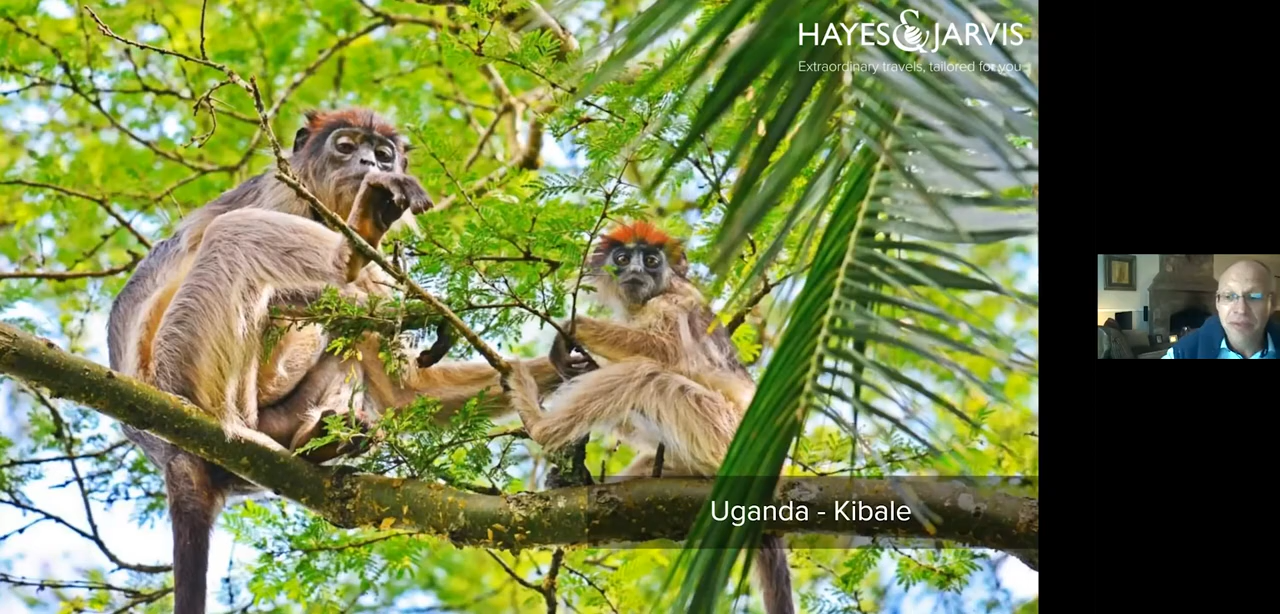 HAYES&JARVIS
Extraordinary travels, tailored for you
Uganda - Kibale